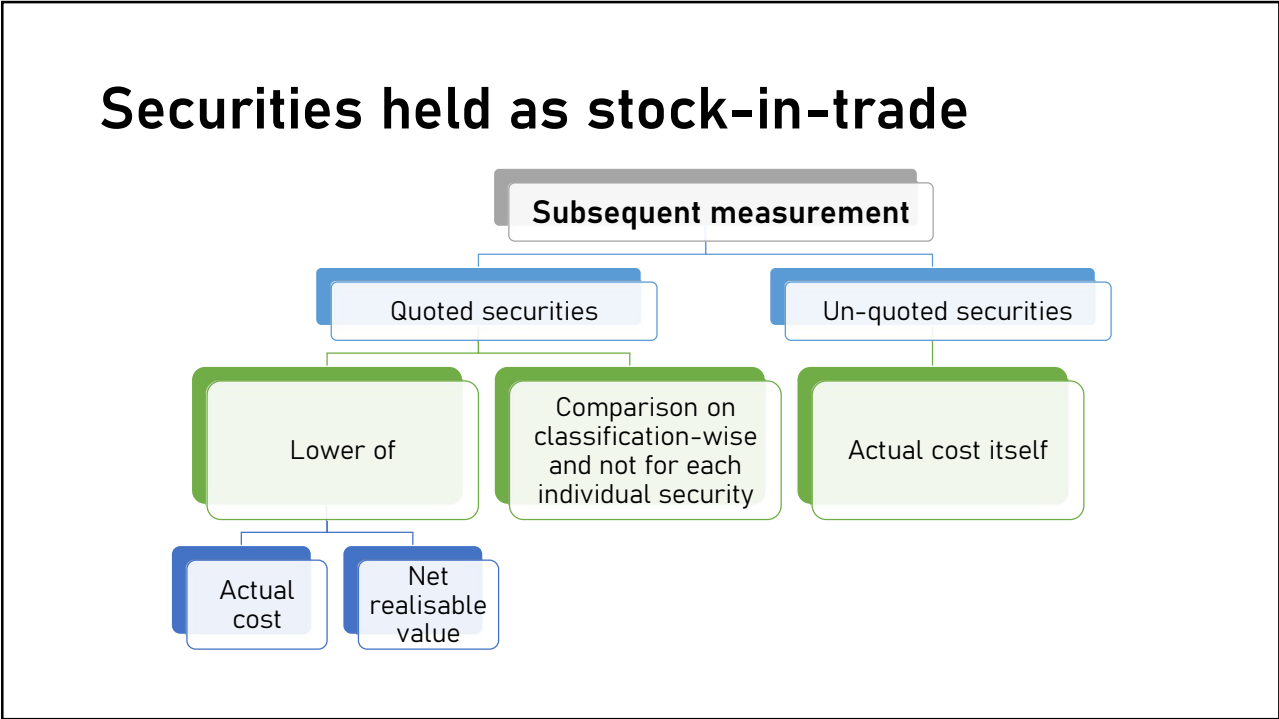 Securities held as stock-in-trade
Subsequent measurement
Quoted securities
Un-quoted securities
Lower of
Comparison on
classification-wise
and not for each
individual security
Actual cost itself
Actual
cost
Net
realisable
value